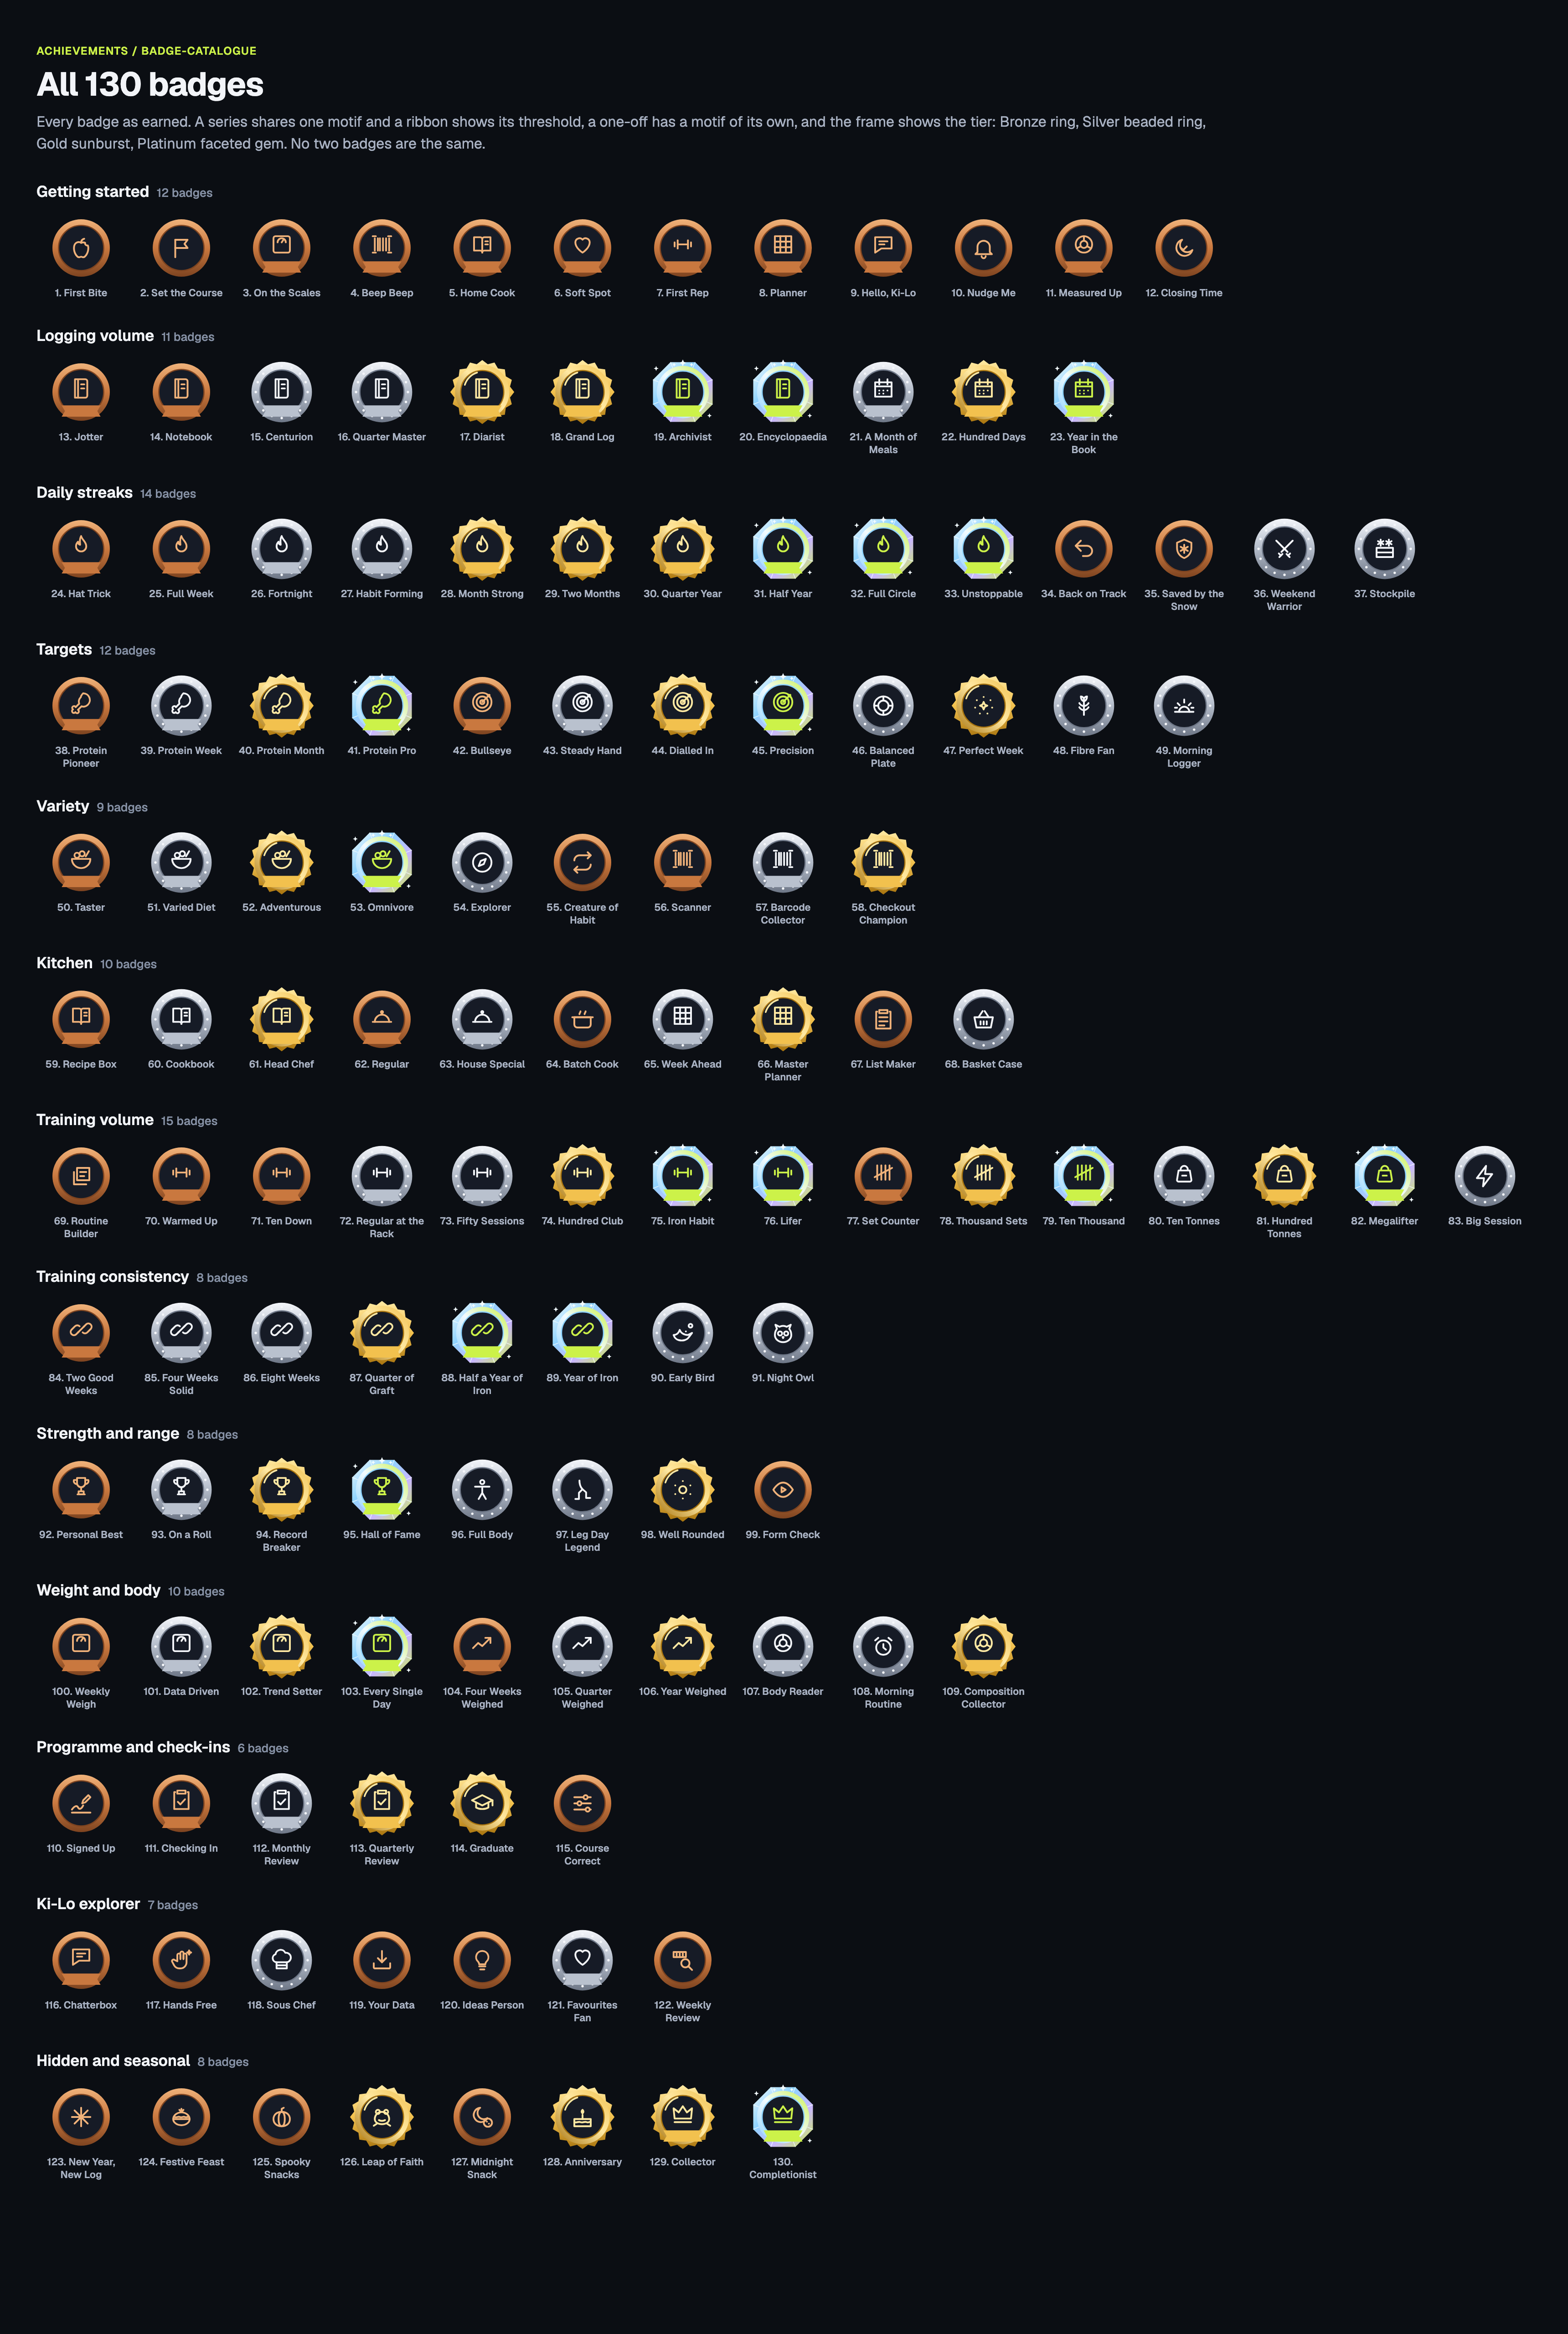 ACHIEVEMENTS / BADGE-CATALOGUE
All 130 badges
Every badge as earned. A series shares one motif and a ribbon shows its threshold, a one-off has a motif of its own, and the frame shows the tier: Bronze ring, Silver beaded ring,
Gold sunburst, Platinum faceted gem. No two badges are the same.
Getting started 12 badges
1. First Bite
2. Set the Course
3. On the Scales
4. Beep Beep
5. Home Cook
6. Soft Spot
7. First Rep
8. Planner
9. Hello, Ki-Lo
10. Nudge Me
11. Measured Up
12. Closing Time
Logging volume 11 badges
13. Jotter
14. Notebook
15. Centurion
16. Quarter Master
17. Diarist
18. Grand Log
19. Archivist
20. Encyclopaedia
21. A Month of
Meals
22. Hundred Days
23. Year in the
Book
Daily streaks 14 badges
24. Hat Trick
25. Full Week
26. Fortnight
27. Habit Forming
28. Month Strong
29. Two Months
30. Quarter Year
31. Half Year
32. Full Circle
33. Unstoppable
34. Back on Track
35. Saved by the
Snow
36. Weekend
Warrior
37. Stockpile
Targets 12 badges
38. Protein
Pioneer
39. Protein Week
40. Protein Month
41. Protein Pro
42. Bullseye
43. Steady Hand
44. Dialled In
45. Precision
46. Balanced
Plate
47. Perfect Week
48. Fibre Fan
49. Morning
Logger
Variety 9 badges
50. Taster
51. Varied Diet
52. Adventurous
53. Omnivore
54. Explorer
55. Creature of
Habit
56. Scanner
57. Barcode
Collector
58. Checkout
Champion
Kitchen 10 badges
59. Recipe Box
60. Cookbook
61. Head Chef
62. Regular
63. House Special
64. Batch Cook
65. Week Ahead
66. Master
Planner
67. List Maker
68. Basket Case
Training volume 15 badges
69. Routine
Builder
70. Warmed Up
71. Ten Down
72. Regular at the
Rack
73. Fifty Sessions
74. Hundred Club
75. Iron Habit
76. Lifer
77. Set Counter
78. Thousand Sets
79. Ten Thousand
80. Ten Tonnes
81. Hundred
Tonnes
82. Megalifter
83. Big Session
Training consistency 8 badges
84. Two Good
Weeks
85. Four Weeks
Solid
86. Eight Weeks
87. Quarter of
Graft
88. Half a Year of
Iron
89. Year of Iron
90. Early Bird
91. Night Owl
Strength and range 8 badges
92. Personal Best
93. On a Roll
94. Record
Breaker
95. Hall of Fame
96. Full Body
97. Leg Day
Legend
98. Well Rounded
99. Form Check
Weight and body 10 badges
100. Weekly
Weigh
101. Data Driven
102. Trend Setter
103. Every Single
Day
104. Four Weeks
Weighed
105. Quarter
Weighed
106. Year Weighed
107. Body Reader
108. Morning
Routine
109. Composition
Collector
Programme and check-ins 6 badges
110. Signed Up
111. Checking In
112. Monthly
Review
113. Quarterly
Review
114. Graduate
115. Course
Correct
Ki-Lo explorer 7 badges
116. Chatterbox
117. Hands Free
118. Sous Chef
119. Your Data
120. Ideas Person
121. Favourites
Fan
122. Weekly
Review
Hidden and seasonal 8 badges
123. New Year,
New Log
124. Festive Feast
125. Spooky
Snacks
126. Leap of Faith
127. Midnight
Snack
128. Anniversary
129. Collector
130.
Completionist